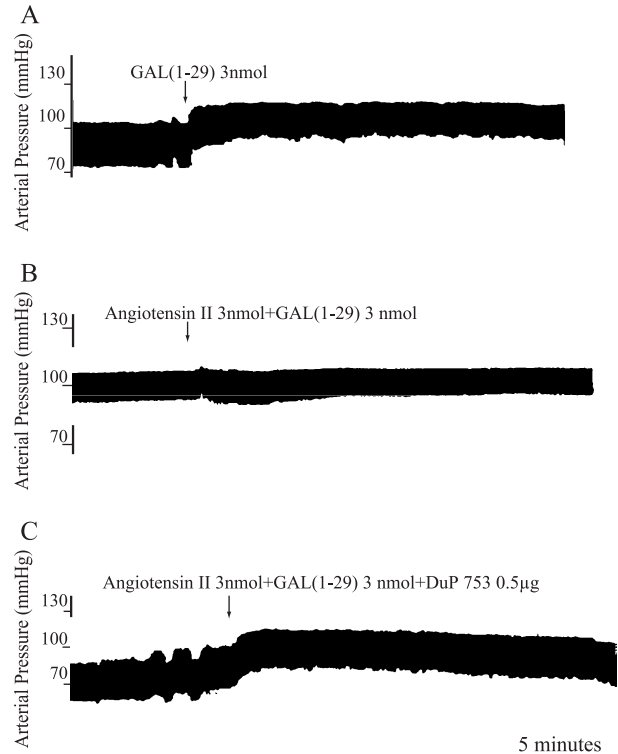 A
GAL(1-29) 3nmol
Arterial Pressure (mmHg)
130
100
70
B
Angiotensin II 3nmol+GAL(1-29) 3 nmol
Arterial Pressure (mmHg)
130
100
70
C
Angiotensin II 3nmol+GAL(1-29) 3 nmol+DuP 753 0.5µg
Arterial Pressure (mmHg)
130
100
70
5 minutes